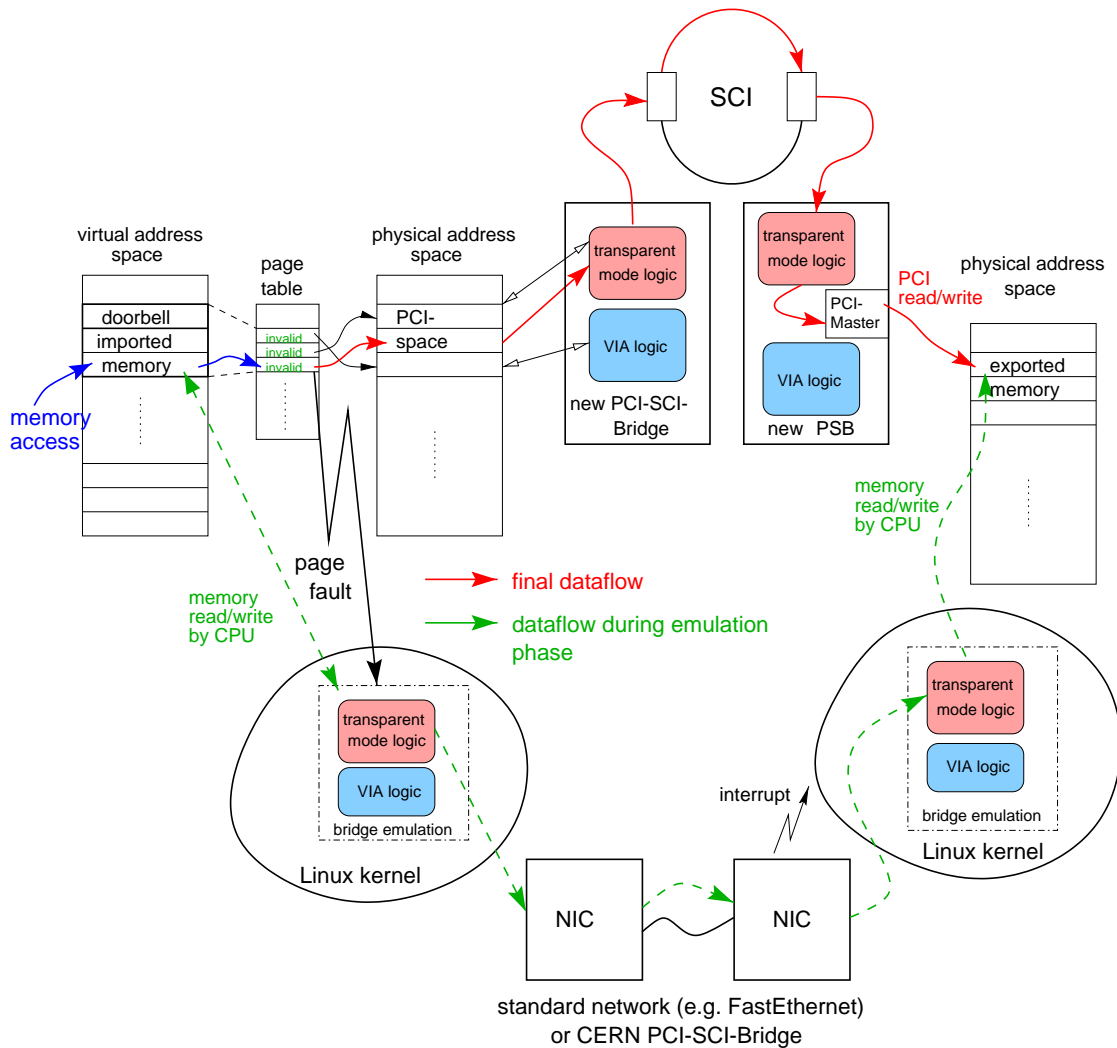 SCI
virtual address
space
page
table
physical address
space
doorbell
imported
memory
invalid
invalid
invalid
PCI-
space
memory
access
transparent
mode logic
VIA logic
new PCI-SCI-
Bridge
transparent
mode logic
PCI-
Master
VIA logic
new PSB
PCI
read/write
physical address
space
exported
memory
memory
read/write
by CPU
page
fault
memory
read/write
by CPU
final dataflow
dataflow during emulation
phase
transparent
mode logic
VIA logic
bridge emulation
Linux kernel
transparent
mode logic
VIA logic
bridge emulation
Linux kernel
interrupt
NIC
NIC
standard network (e.g. FastEthernet)
or CERN PCI-SCI-Bridge